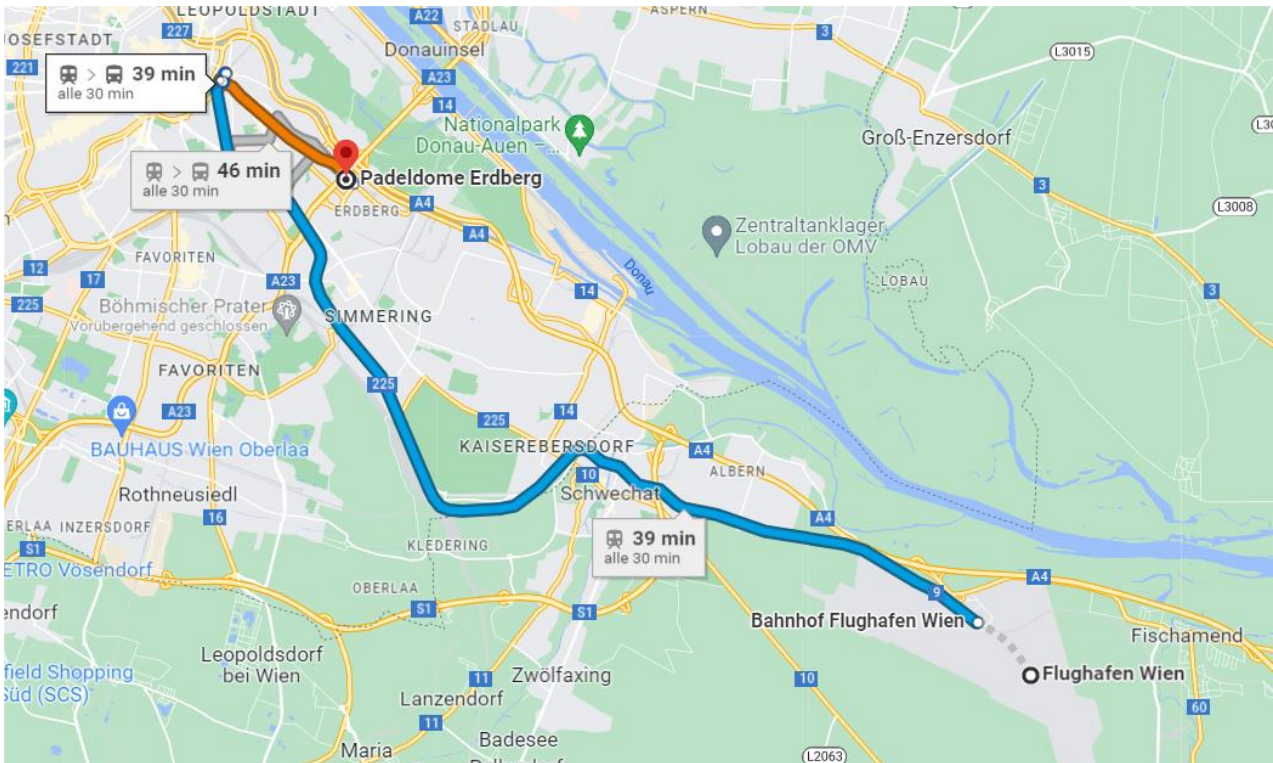 LEOPOLDSTADT
A22
ASPERN
227
STADLAU
3
JOSEFSTADT
Donauinsel
L3015
221
39 min
alle 30 min
A23
14
Nationalpark
Donau-Auen –...
Groß-Enzersdorf
46 min
alle 30 min
Padeldome Erdberg
3
ERDBERG
A4
L3008
A4
Zentraltanklager
Lobau der OMV
FAVORITEN
12
17
A23
Donau
LOBAU
14
3
225
Böhmischer Prater
Vorübergehend geschlossen
SIMMERING
FAVORITEN
225
A23
14
225
BAUHAUS Wien Oberlaa
KAISEREBERSDORF
A4
10
ALBERN
Rothneusiedl
Schwechat
16
A4
INZERSDORF
39 min
alle 30 min
KLEDERING
S1
METRO Vösendorf
A4
OBERLAA
9
S1
S1
Bahnhof Flughafen Wien
Fischamend
Leopoldsdorf
bei Wien
Flughafen Wien
Shopping
Süd (SCS)
11
Zwölfaxing
10
Lanzendorf
60
11
Badesee
Maria
L2063